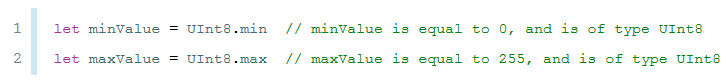 1 let minValue = UInt8.min // minValue is equal to 0, and is of type UInt8
2 let maxValue = UInt8.max // maxValue is equal to 255, and is of type UInt8